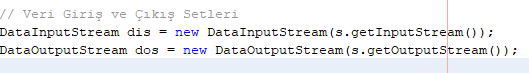 // Veri Giriş ve Çıkış Setleri
DataInputStream dis = new DataInputStream(s.getInputStream());
DataOutputStream dos = new DataOutputStream(s.getOutputStream());